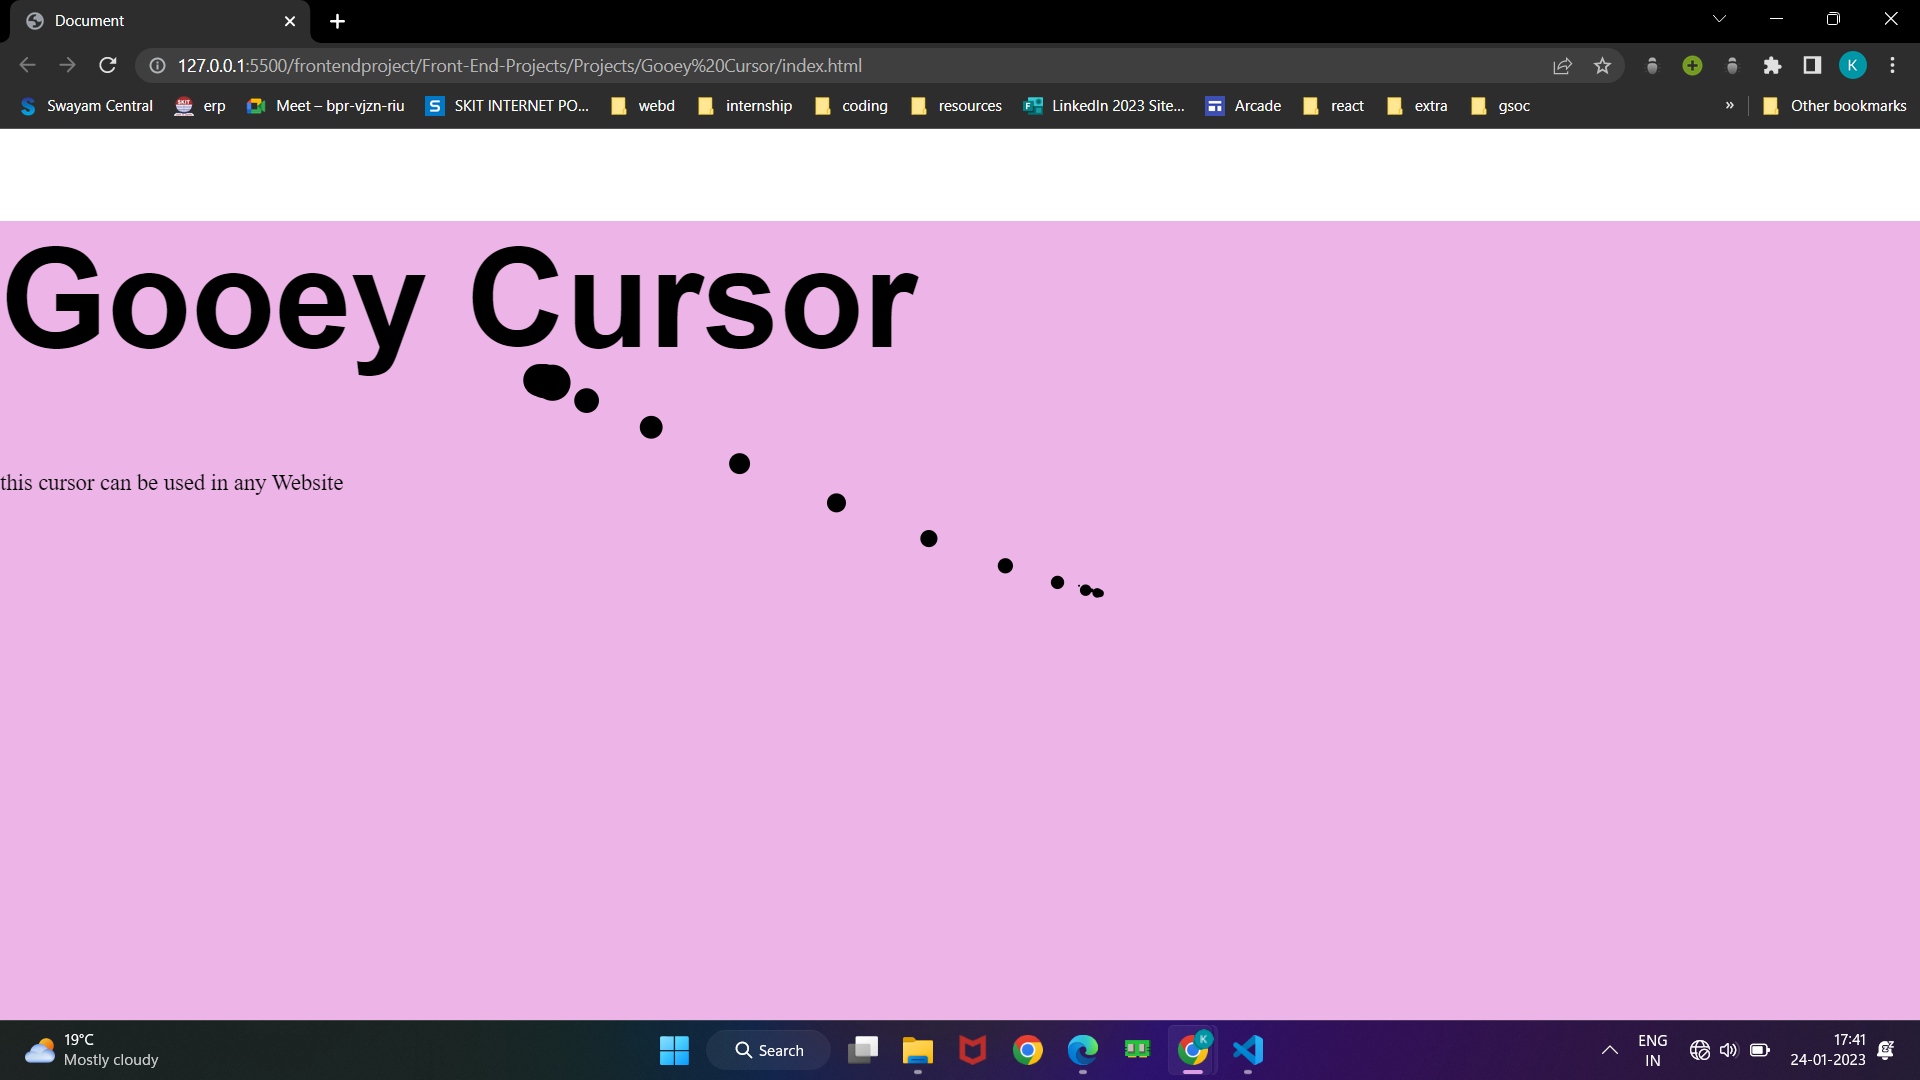 Document
127.0.0.1:5500/frontendproject/Front-End-Projects/Projects/Gooey%20Cursor/index.html
K
Swayam Central erp Meet – bpr-vjzn-riu SKIT INTERNET PO... webd internship coding resources LinkedIn 2023 Site... Arcade react extra gsoc » Other bookmarks
Gooey Cursor
this cursor can be used in any Website
19°C
Mostly cloudy
Search
K
ENG
IN
17:41
24-01-2023